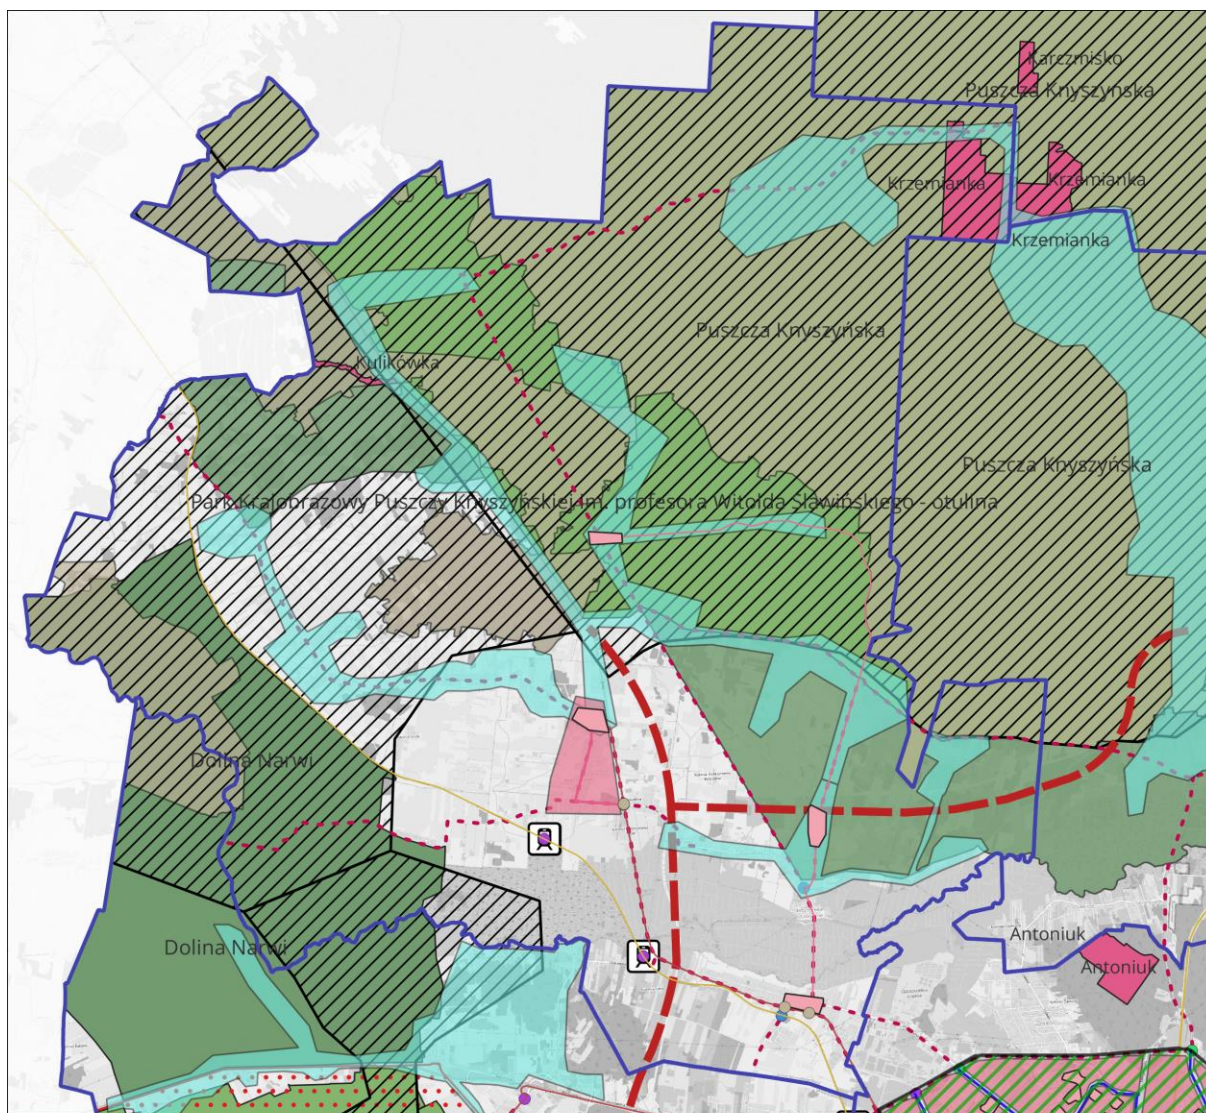 Karczmisko
Puszcza Knyszyńska
Krzemianka
Krzemianka
Krzemianka
Puszcza Knyszyńska
Kulikówka
Puszcza Knyszyńska
Park Krajobrazowy Puszczy Knyszyńskiej im. profesora Witolda Sławińskiego - otulina
Dolina Narwi
Antoniuk
Dolina Narwi
Antoniuk